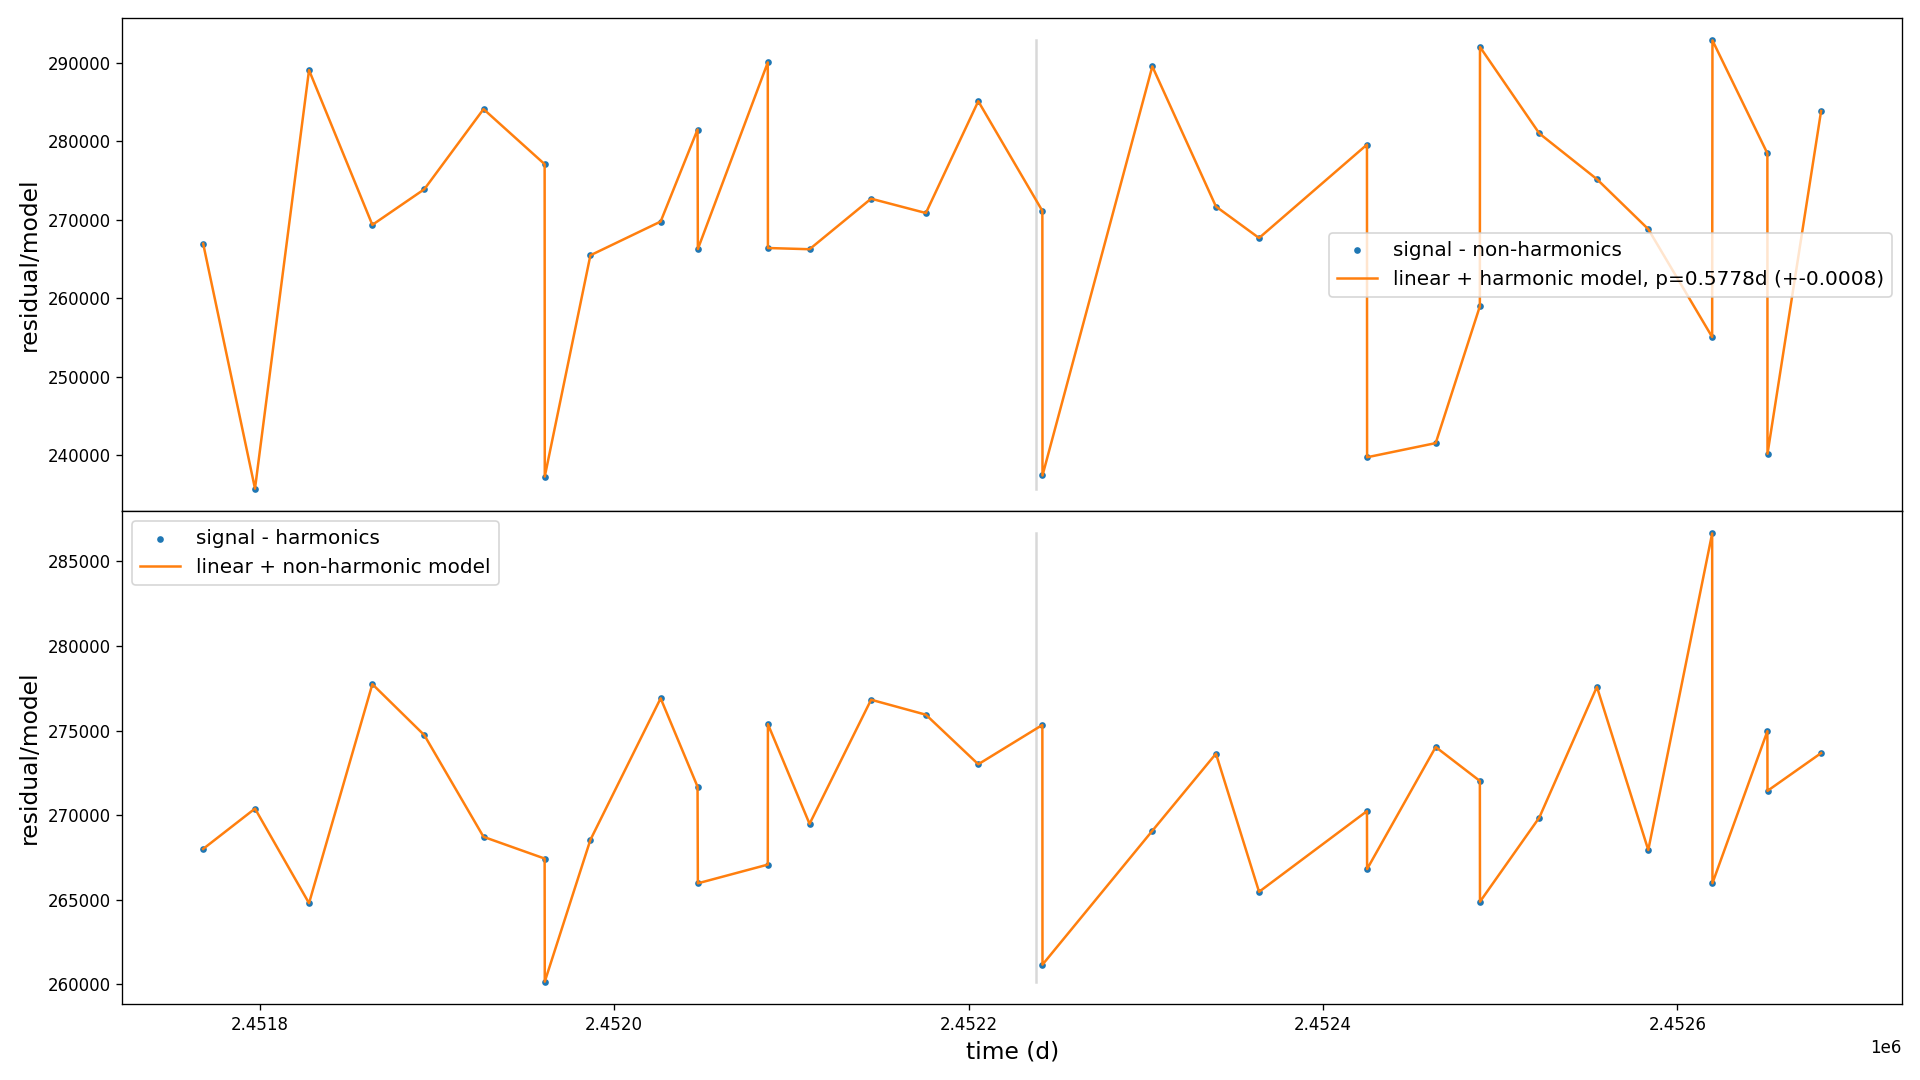 290000
280000
270000
260000
250000
240000
residual/model
signal - non-harmonics
linear + harmonic model, p=0.5778d (+-0.0008)
285000
280000
275000
270000
265000
260000
residual/model
signal - harmonics
linear + non-harmonic model
2.4518
2.4520
2.4522
2.4524
2.4526
1e6
time (d)